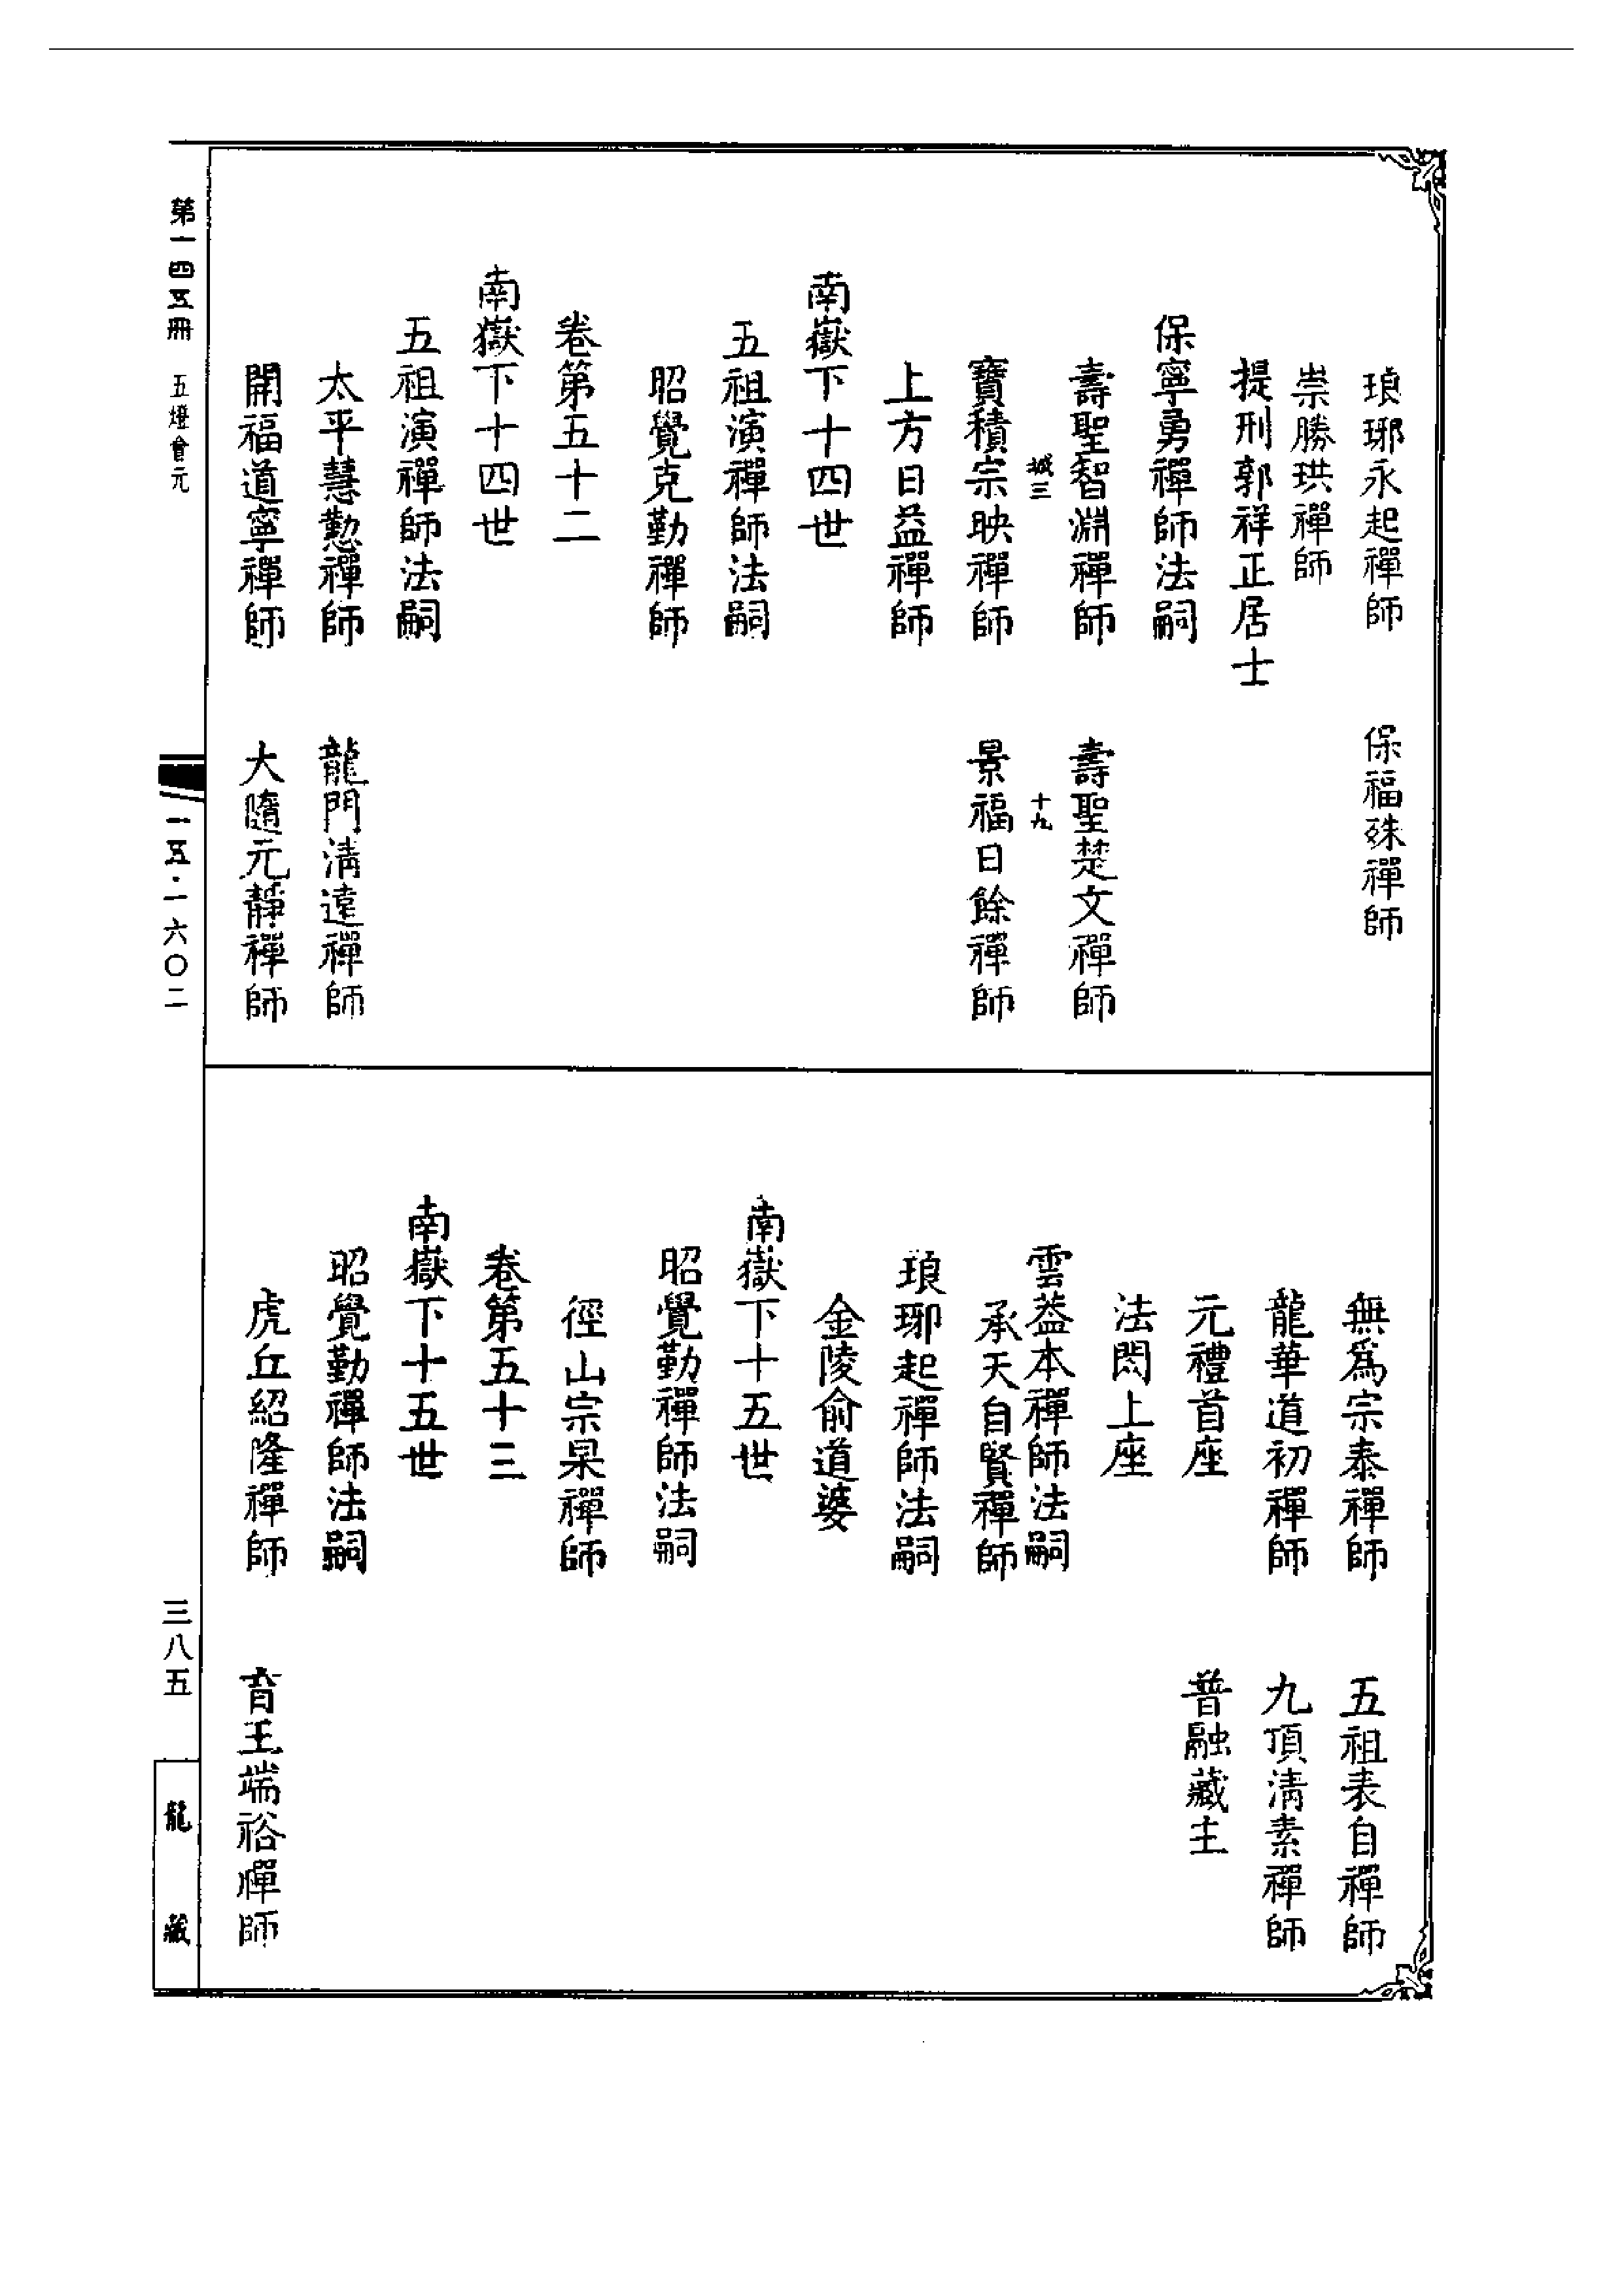 琅琊永起禪師　保福殊禪師
崇勝珙禪師
提刑郭祥正居士
保寧勇禪師法嗣
壽聖智淵禪師　壽聖楚文禪師
城三　十九
寶積宗映禪師　景福日餘禪師
上方日益禪師
南嶽下十四世
五祖演禪師法嗣
昭覺克勤禪師
卷第五十二
南嶽下十四世
五祖演禪師法嗣
太平慧懃禪師　龍門清遠禪師
開福道寧禪師　大隨元靜禪師
無為宗泰禪師　五祖表自禪師
龍華道初禪師　九頂清素禪師
元禮首座　普融藏主
法閦上座
雲葢本禪師法嗣
承天自賢禪師
琅琊起禪師法嗣
金陵俞道婆
南嶽下十五世
昭覺勤禪師法嗣
徑山宗杲禪師
卷第五十三
南嶽下十五世
昭覺勤禪師法嗣
虎丘紹隆禪師　育王端裕禪師
第一四五冊　五燈會元
一五·一六〇二
三八五
龍藏